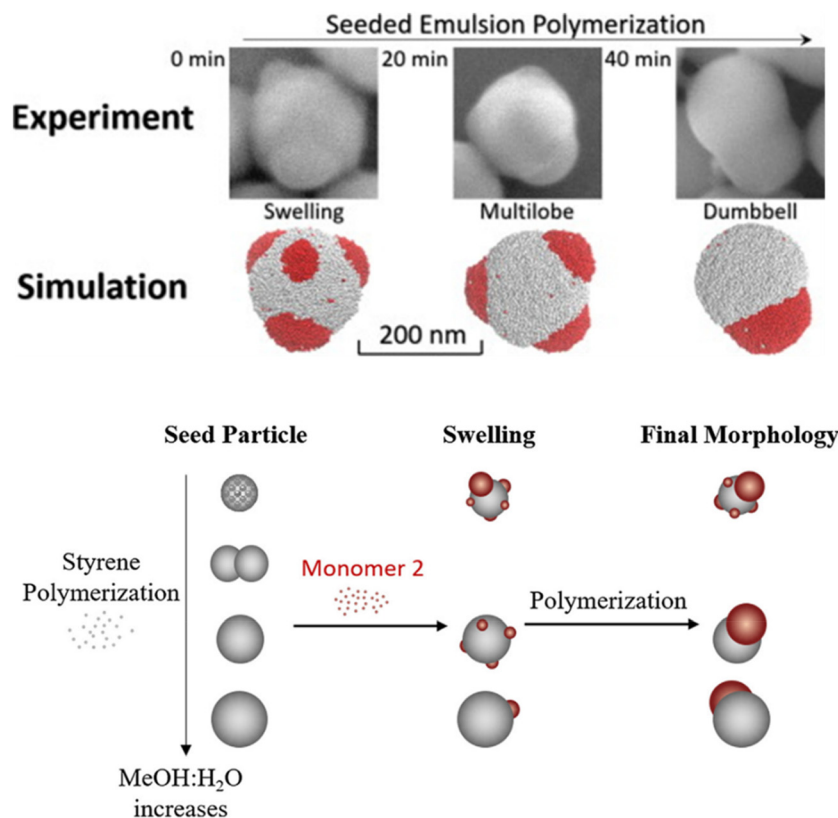 Seeded Emulsion Polymerization
0 min
20 min
40 min
Experiment
Swelling
Multilobe
Dumbbell
Simulation
200 nm
Seed Particle
Swelling
Final Morphology
Styrene
Polymerization
Monomer 2
Polymerization
MeOH:H₂O
increases